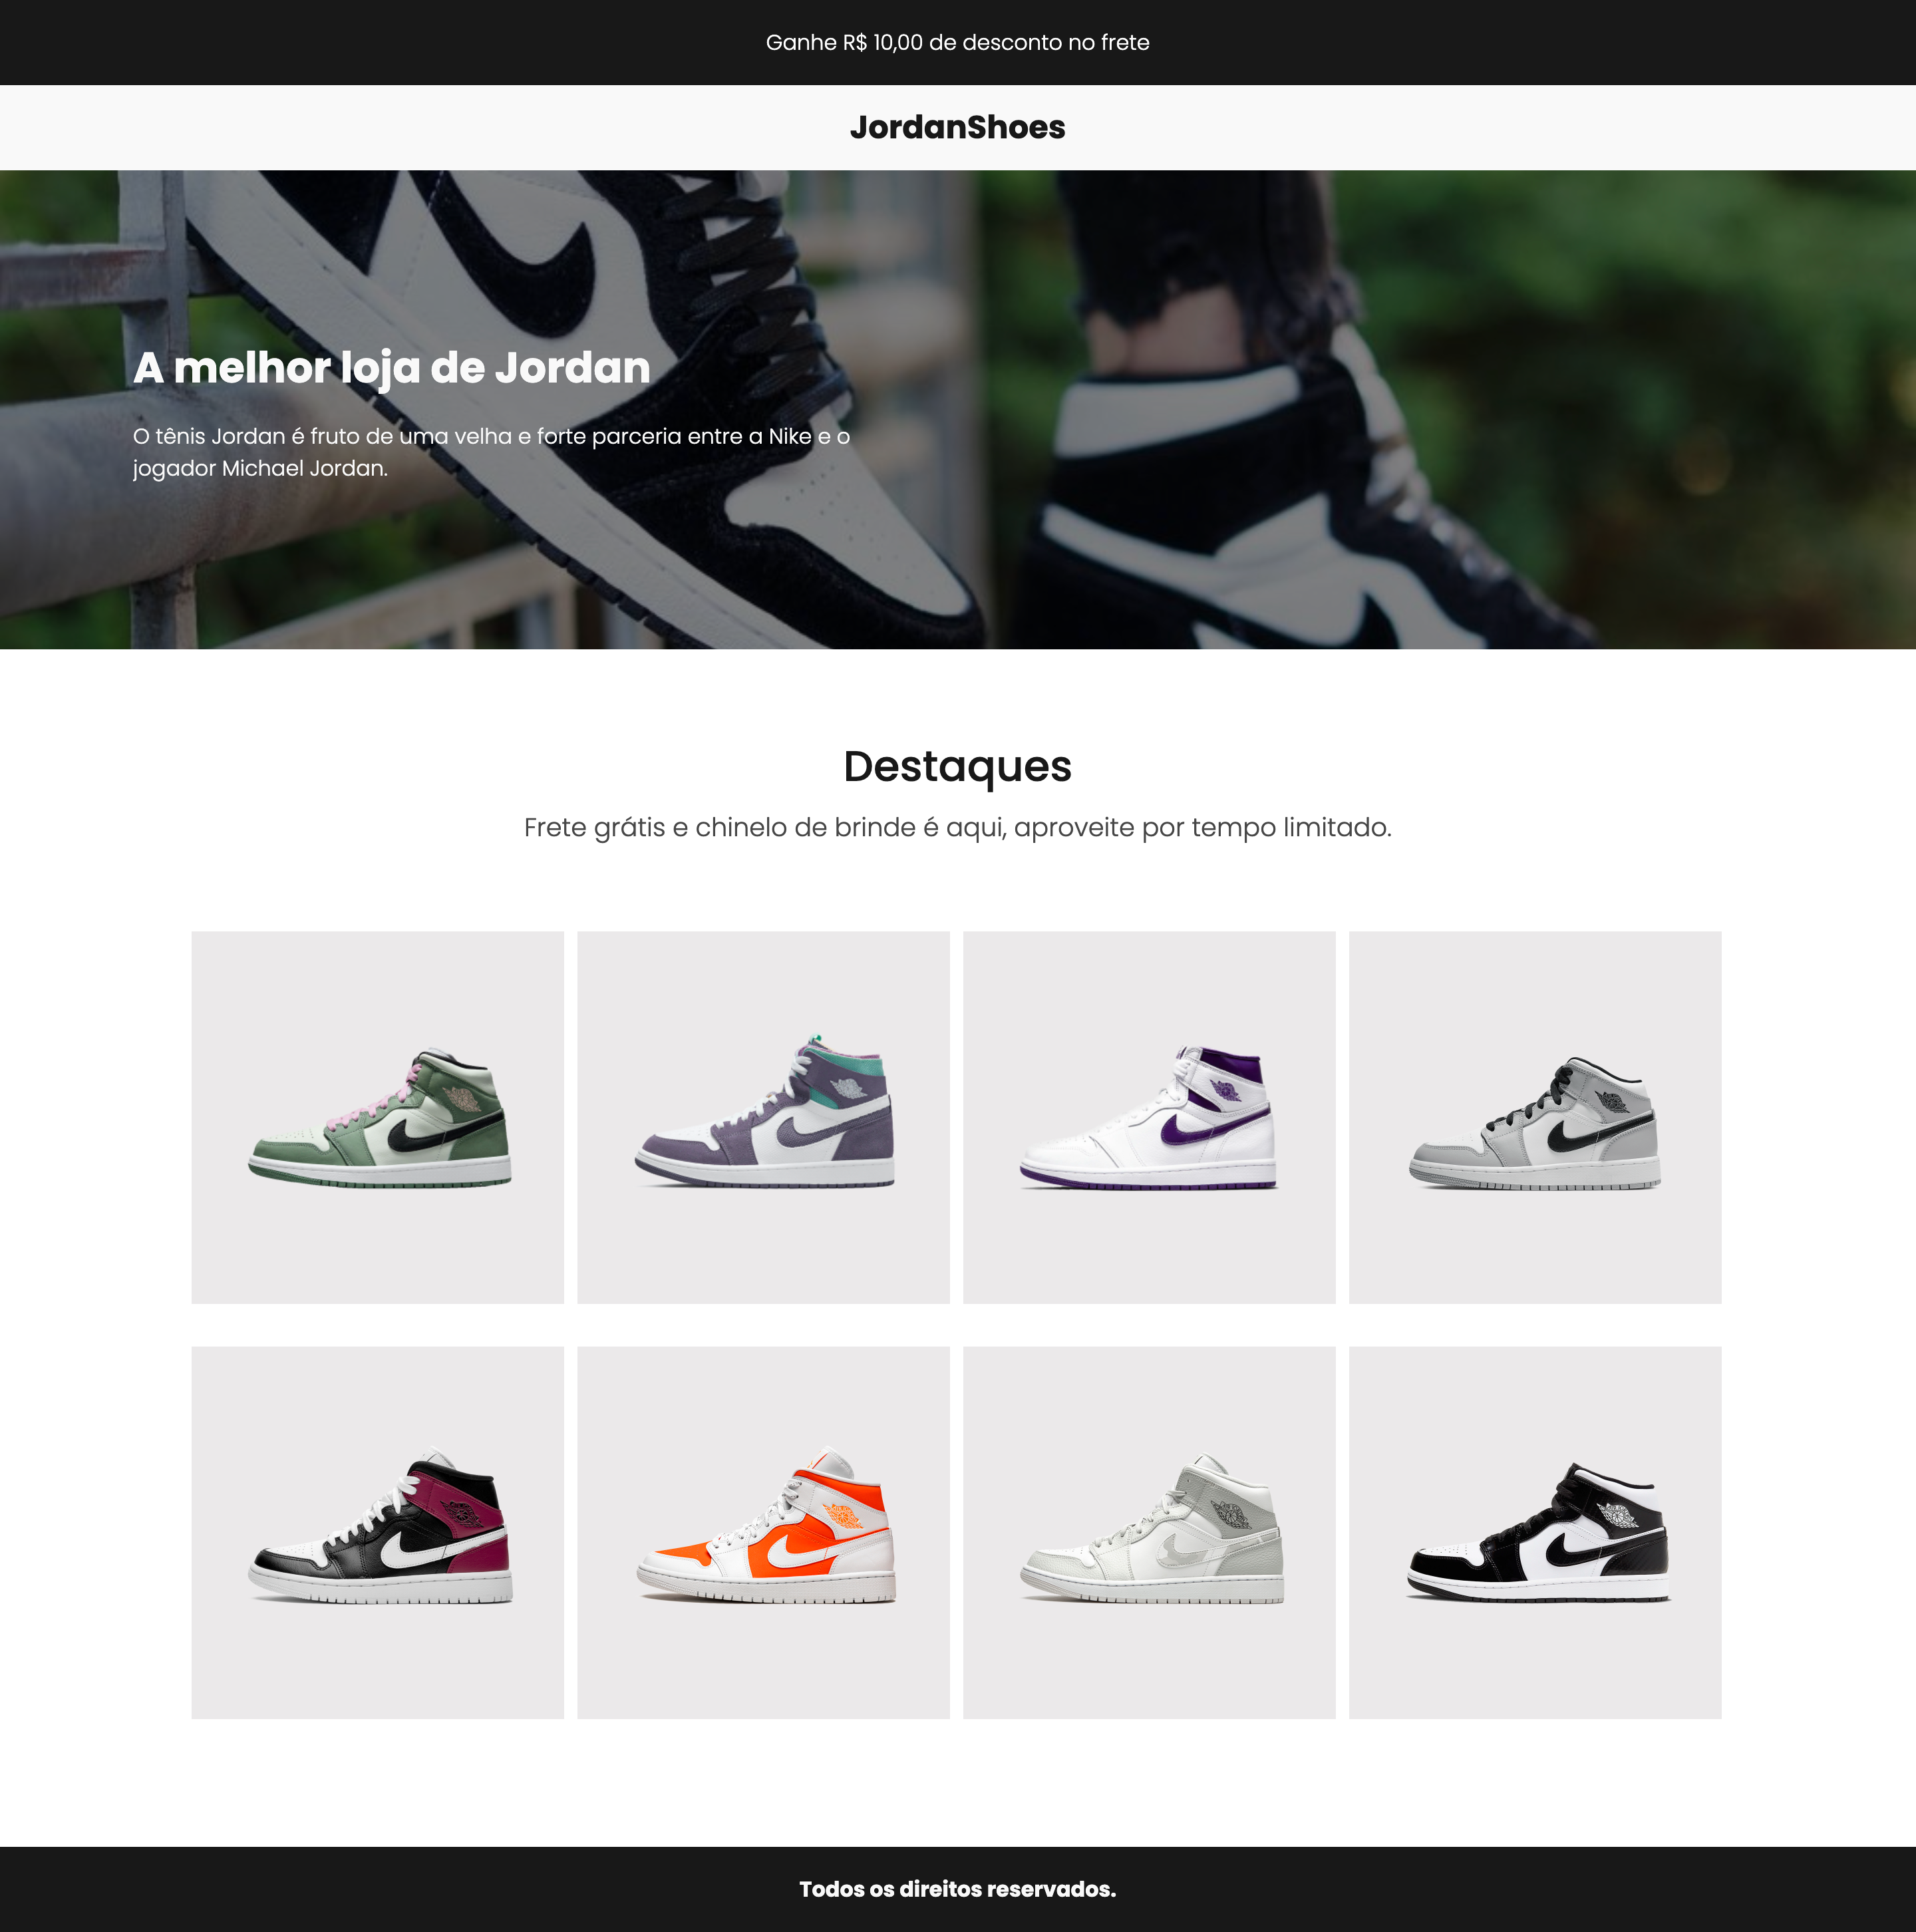 Ganhe R$ 10,00 de desconto no frete
JordanShoes
A melhor loja de Jordan
O tênis Jordan é fruto de uma velha e forte parceria entre a Nike e o
jogador Michael Jordan.
Destaques
Frete grátis e chinelo de brinde é aqui, aproveite por tempo limitado.
Todos os direitos reservados.